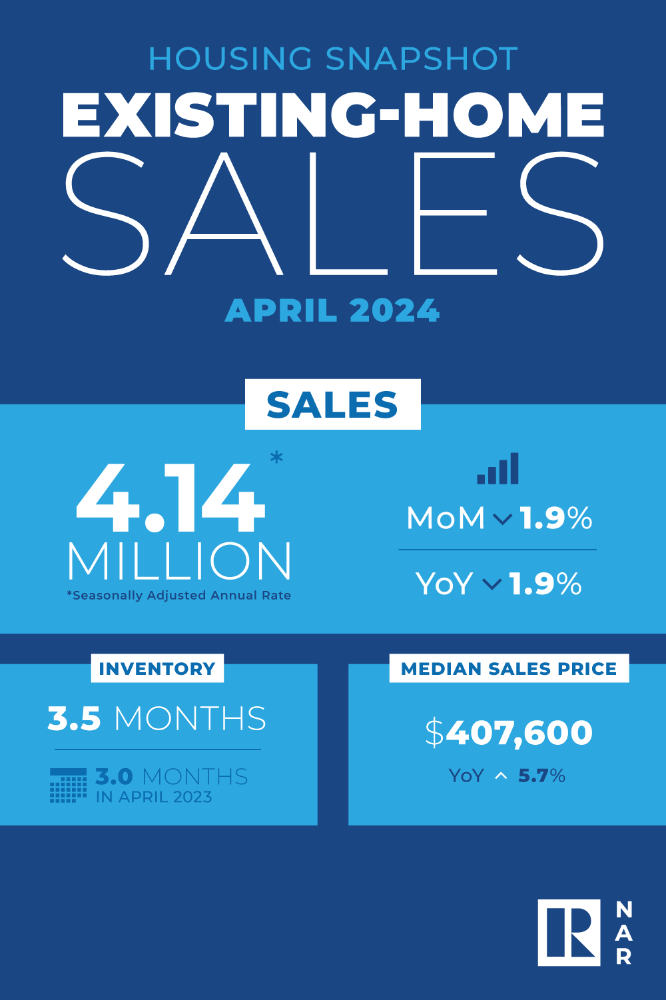 HOUSING SNAPSHOT
EXISTING-HOME
SALES
APRIL 2024
SALES
4.14*
MILLION
*Seasonally Adjusted Annual Rate
MoM 1.9%
YoY 1.9%
INVENTORY
3.5 MONTHS
3.0 MONTHS
IN APRIL 2023
MEDIAN SALES PRICE
$407,600
YoY 5.7%
R
NAR